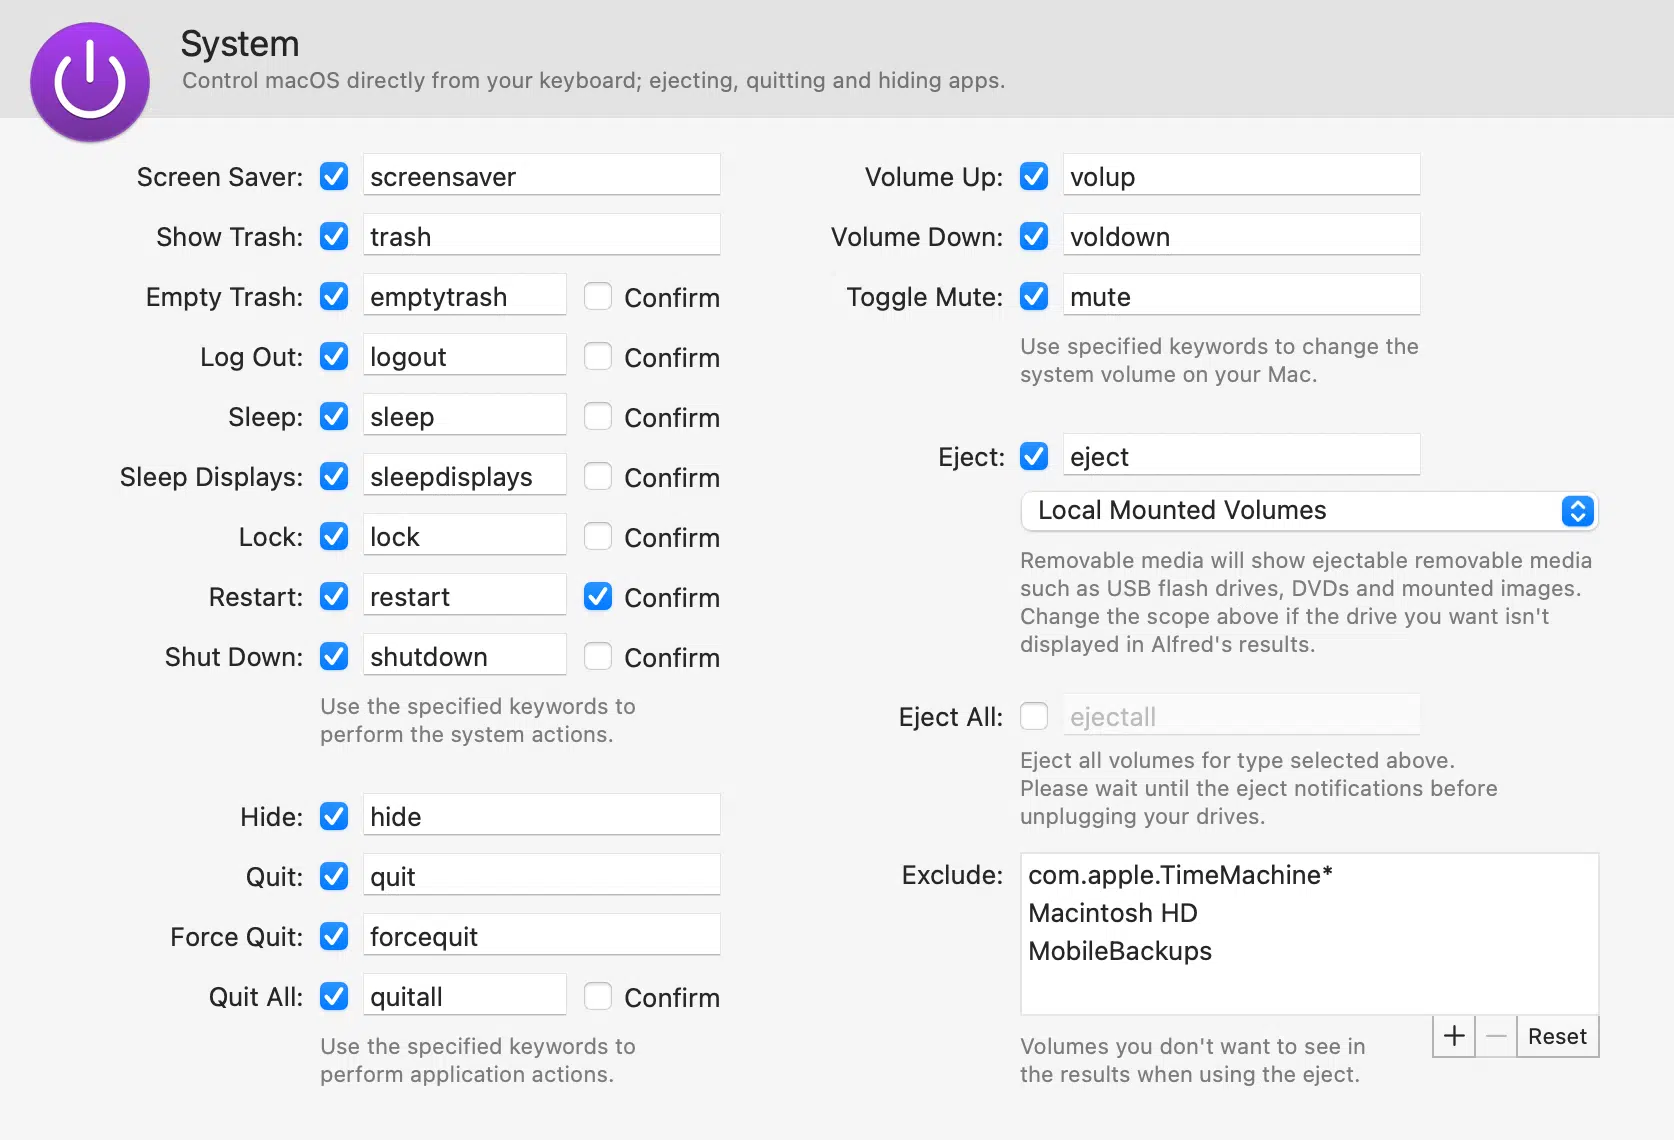 System
Control macOS directly from your keyboard; ejecting, quitting and hiding apps.
Screen Saver: screensaver
Show Trash: trash
Empty Trash: emptytrash Confirm
Log Out: logout Confirm
Sleep: sleep Confirm
Sleep Displays: sleepdisplays Confirm
Lock: lock Confirm
Restart: restart Confirm
Shut Down: shutdown Confirm
Use the specified keywords to
perform the system actions.
Hide: hide
Quit: quit
Force Quit: forcequit
Quit All: quitall Confirm
Use the specified keywords to
perform application actions.
Volume Up: volup
Volume Down: voldown
Toggle Mute: mute
Use specified keywords to change the
system volume on your Mac.
Eject: eject
Local Mounted Volumes
Removable media will show ejectable removable media
such as USB flash drives, DVDs and mounted images.
Change the scope above if the drive you want isn't
displayed in Alfred's results.
Eject All: ejectall
Eject all volumes for type selected above.
Please wait until the eject notifications before
unplugging your drives.
Exclude: com.apple.TimeMachine*
Macintosh HD
MobileBackups
+ − Reset
Volumes you don't want to see in
the results when using the eject.